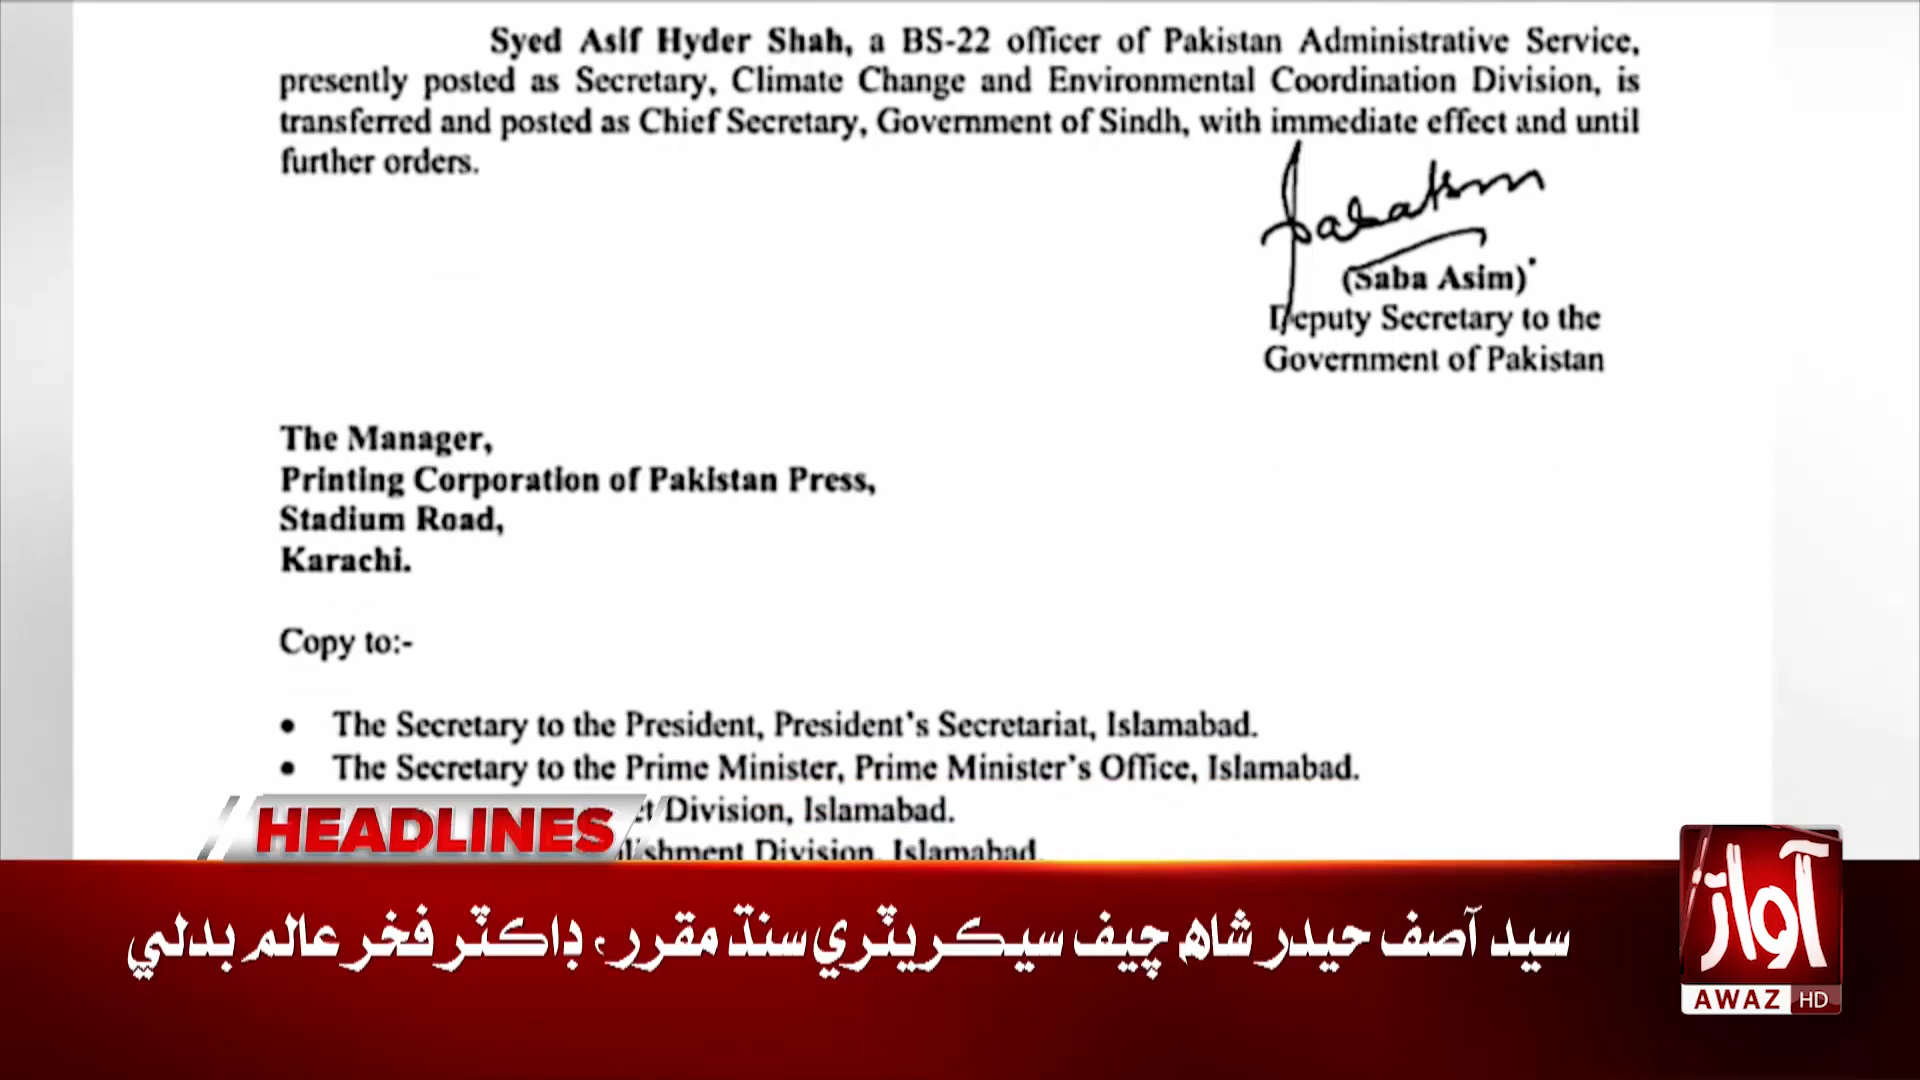 Syed Asif Hyder Shah, a BS-22 officer of Pakistan Administrative Service,
presently posted as Secretary, Climate Change and Environmental Coordination Division, is
transferred and posted as Chief Secretary, Government of Sindh, with immediate effect and until
further orders.
(Saba Asim)
Deputy Secretary to the
Government of Pakistan
The Manager,
Printing Corporation of Pakistan Press,
Stadium Road,
Karachi.
Copy to:-
• The Secretary to the President, President's Secretariat, Islamabad.
• The Secretary to the Prime Minister, Prime Minister's Office, Islamabad.
Division, Islamabad.
Division, Islamabad.
HEADLINES
سيد آصف حيدر شاهه چيف سيڪريٽري سنڌ مقرر، ڊاڪٽر فخر عالم بدلي
آواز
AWAZ HD